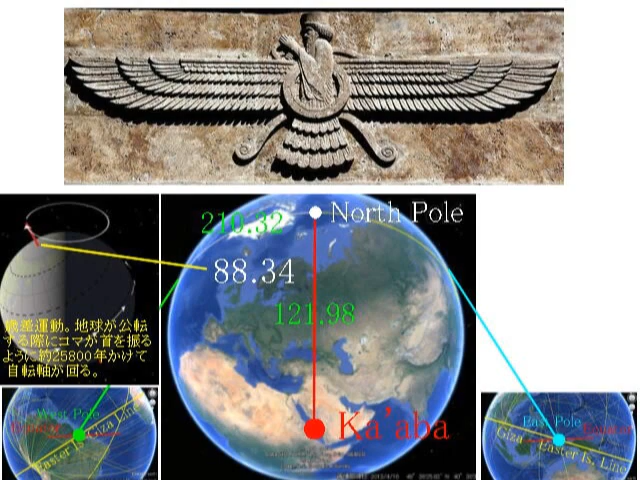 210.32
North Pole
88.34
121.98
歳差運動。地球が公転
する際にコマが首を振る
ように約25800年かけて
自転軸が回る。
Ka'aba
West Pole
Easter Is. Giza Line
East Pole
Giza Easter Is. Line